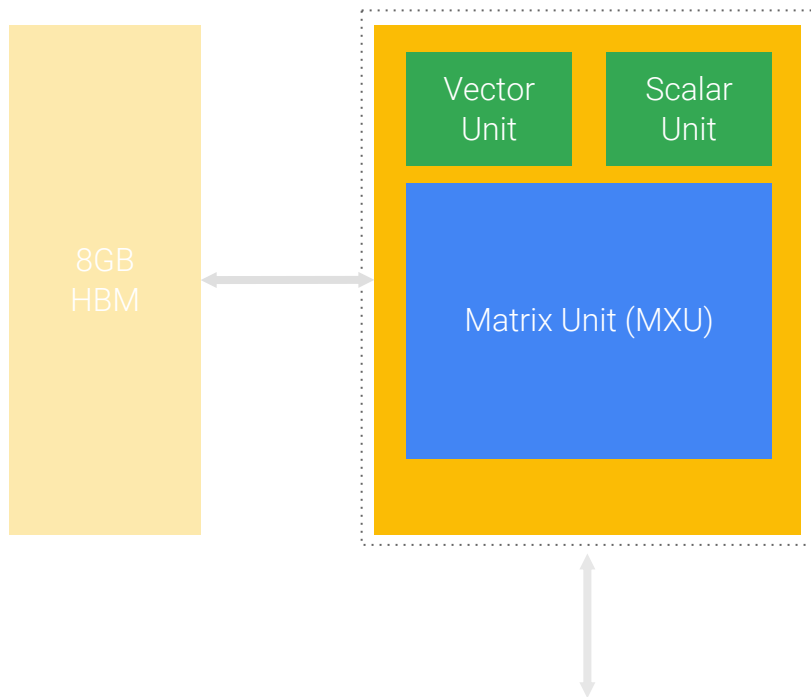 Vector
Unit
Scalar
Unit
8GB
HBM
Matrix Unit (MXU)